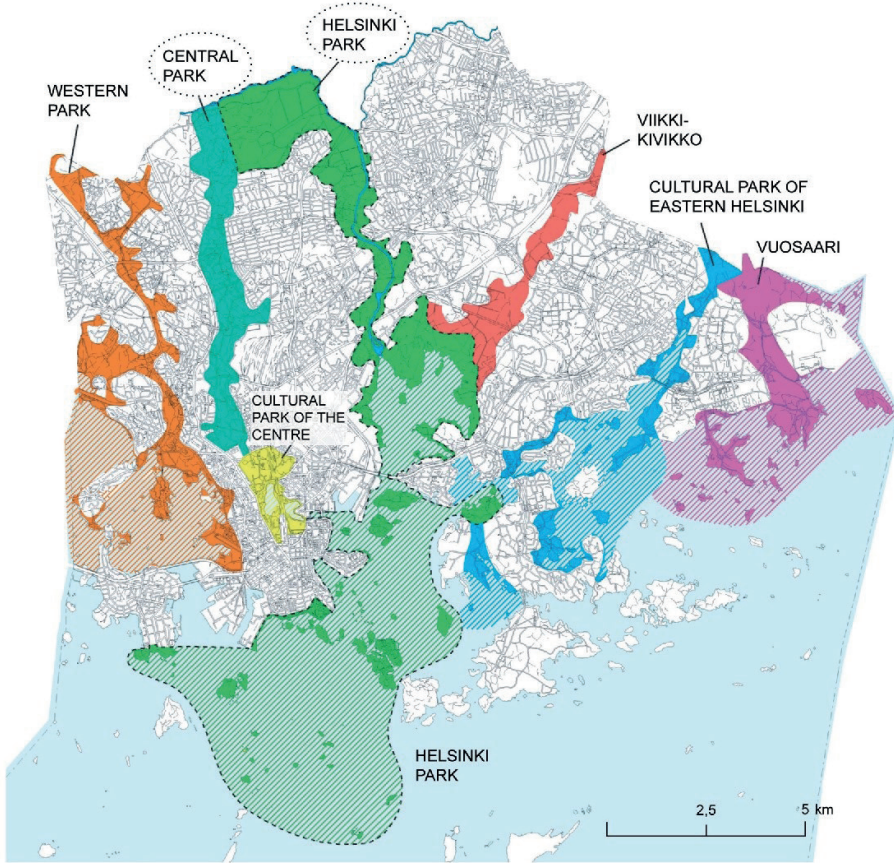 HELSINKI
PARK
CENTRAL
PARK
WESTERN
PARK
VIIKKI-
KIVIKKO
CULTURAL PARK OF
EASTERN HELSINKI
VUOSAARI
CULTURAL
PARK OF THE
CENTRE
HELSINKI
PARK
2,5
5 km